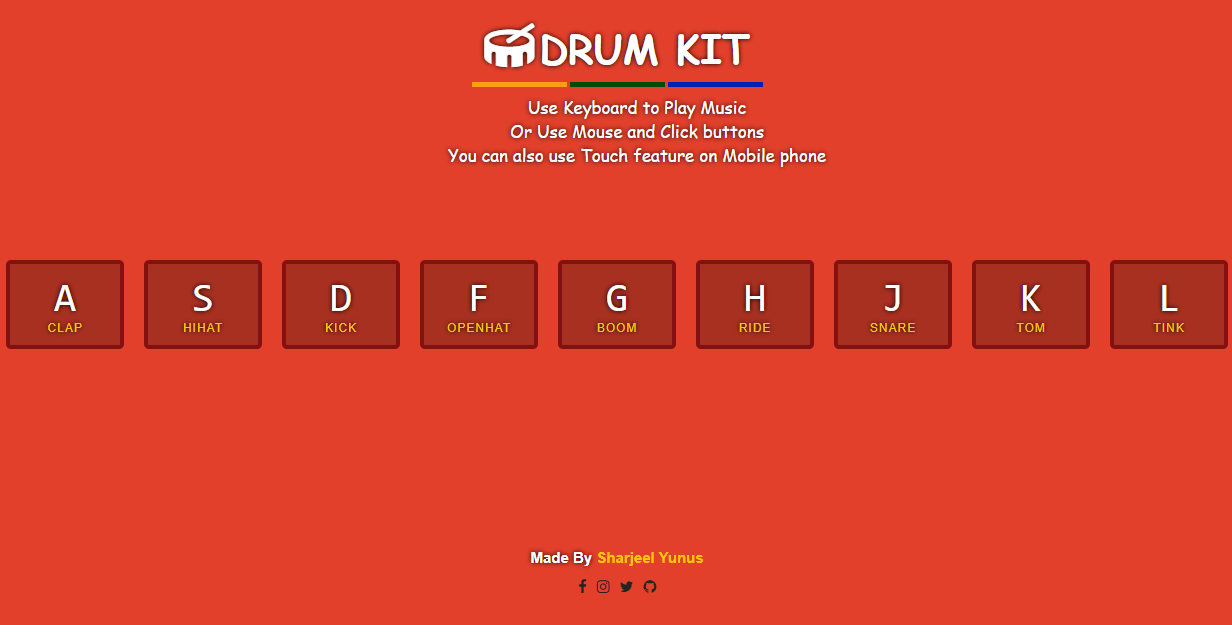 DRUM KIT
Use Keyboard to Play Music
Or Use Mouse and Click buttons
You can also use Touch feature on Mobile phone
A
CLAP
S
HIHAT
D
KICK
F
OPENHAT
G
BOOM
H
RIDE
J
SNARE
K
TOM
L
TINK
Made By Sharjeel Yunus